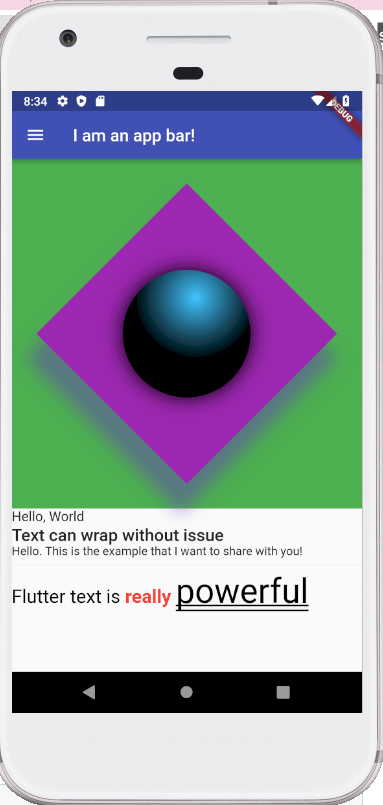 8:34
DEBUG
I am an app bar!
Hello, World
Text can wrap without issue
Hello. This is the example that I want to share with you!
Flutter text is really powerful